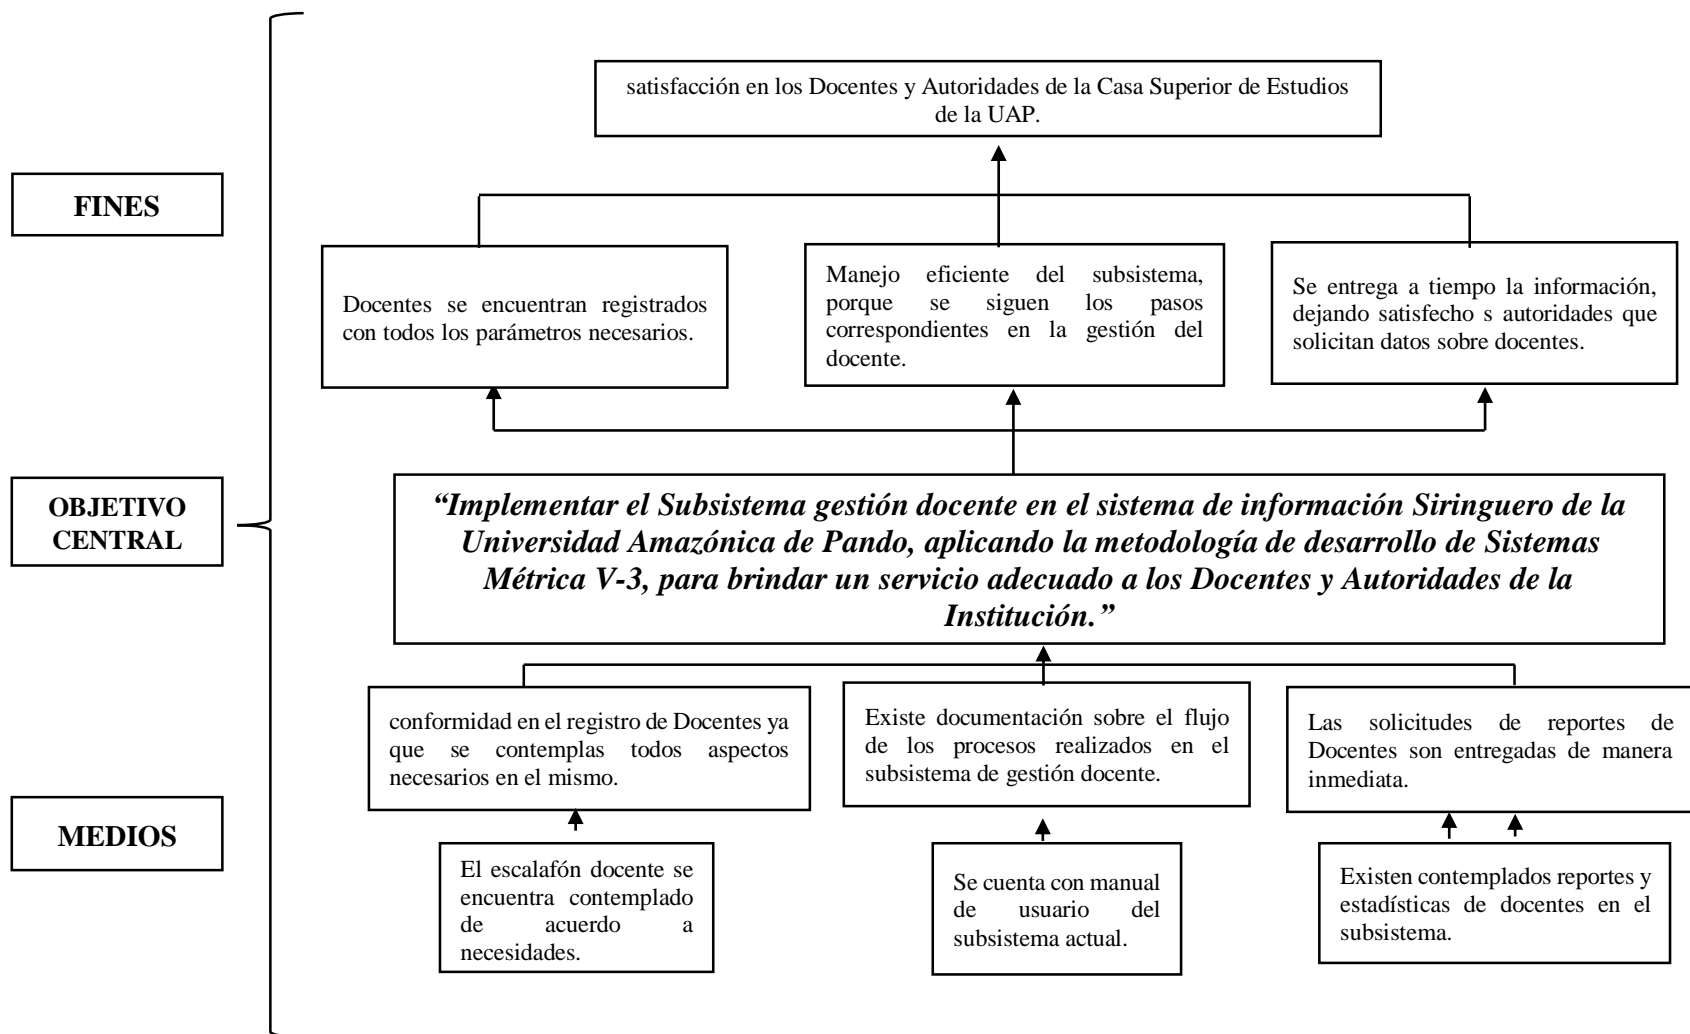 satisfacción en los Docentes y Autoridades de la Casa Superior de Estudios
de la UAP.
FINES
Docentes se encuentran registrados
con todos los parámetros necesarios.
Manejo eficiente del subsistema,
porque se siguen los pasos
correspondientes en la gestión del
docente.
Se entrega a tiempo la información,
dejando satisfecho s autoridades que
solicitan datos sobre docentes.
OBJETIVO
CENTRAL
“Implementar el Subsistema gestión docente en el sistema de información Siringuero de la
Universidad Amazónica de Pando, aplicando la metodología de desarrollo de Sistemas
Métrica V-3, para brindar un servicio adecuado a los Docentes y Autoridades de la
Institución.”
conformidad en el registro de Docentes ya
que se contemplas todos aspectos
necesarios en el mismo.
Existe documentación sobre el flujo
de los procesos realizados en el
subsistema de gestión docente.
Las solicitudes de reportes de
Docentes son entregadas de manera
inmediata.
MEDIOS
El escalafón docente se
encuentra contemplado
de acuerdo a
necesidades.
Se cuenta con manual
de usuario del
subsistema actual.
Existen contemplados reportes y
estadísticas de docentes en el
subsistema.